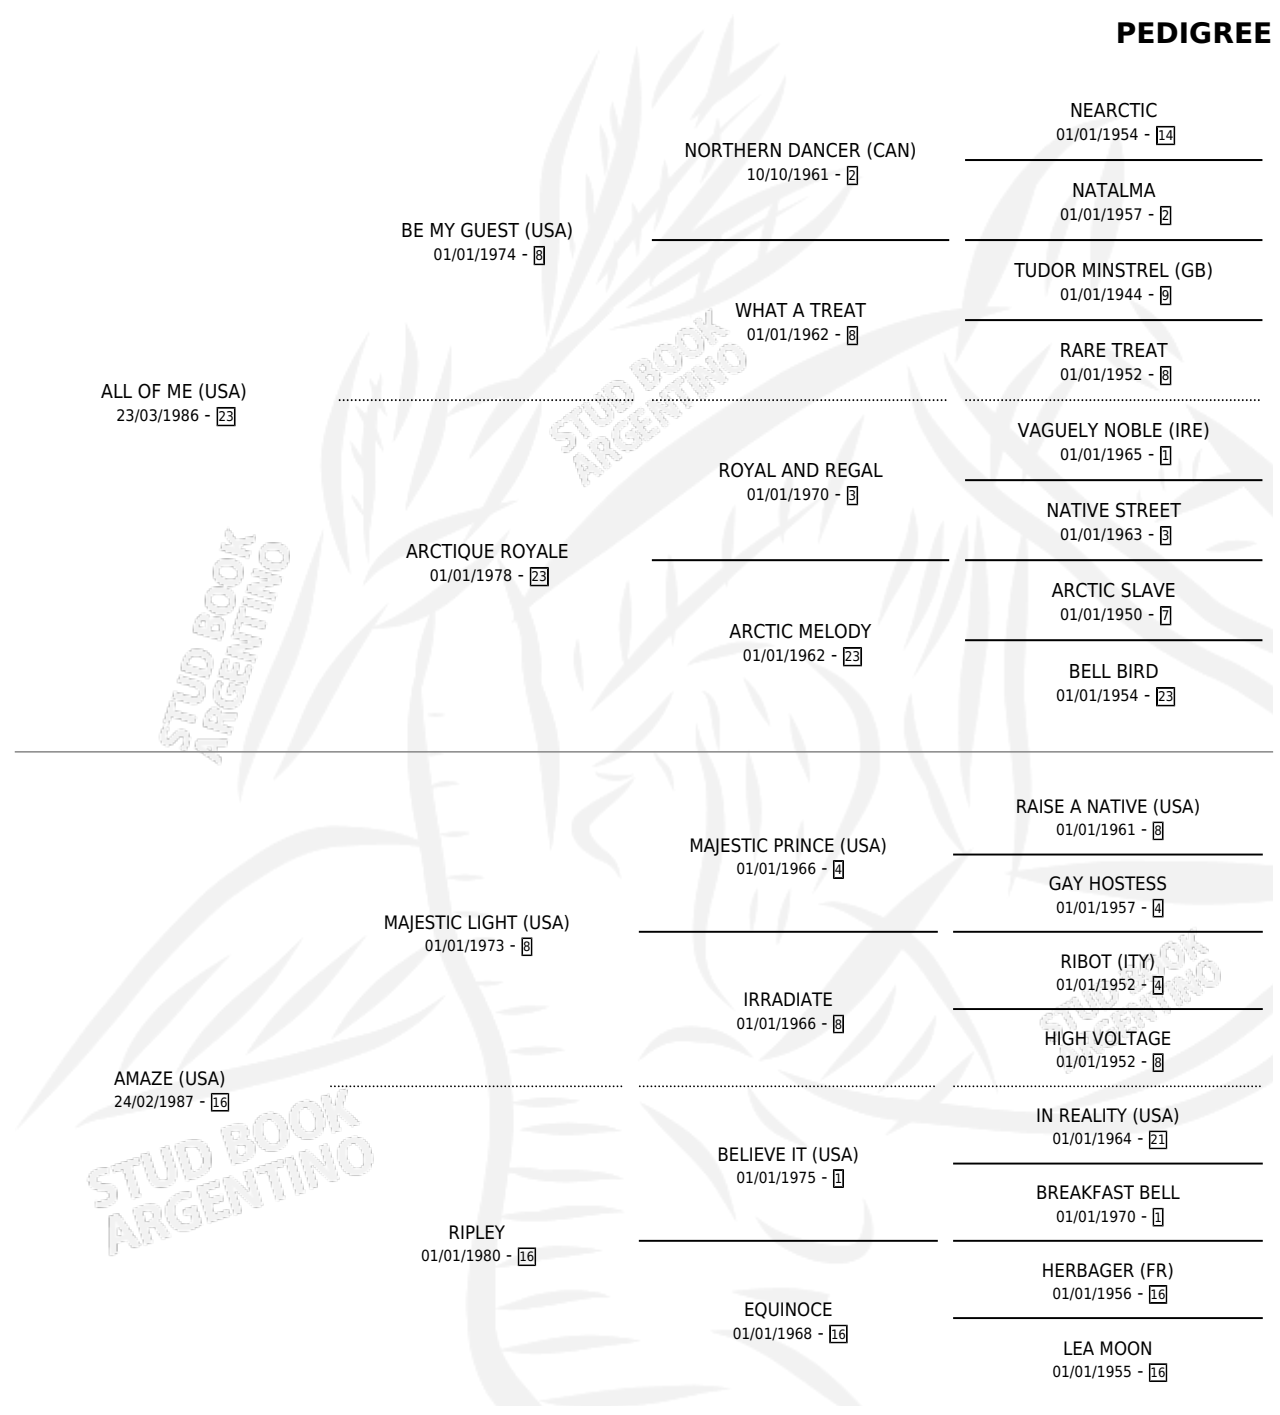 PEDIGREE
NEARCTIC
01/01/1954 - 14
NORTHERN DANCER (CAN)
10/10/1961 - 2
NATALMA
01/01/1957 - 2
BE MY GUEST (USA)
01/01/1974 - 8
TUDOR MINSTREL (GB)
01/01/1944 - 9
WHAT A TREAT
01/01/1962 - 8
RARE TREAT
01/01/1952 - 8
ALL OF ME (USA)
23/03/1986 - 23
VAGUELY NOBLE (IRE)
01/01/1965 - 1
ROYAL AND REGAL
01/01/1970 - 3
NATIVE STREET
01/01/1963 - 3
ARCTIQUE ROYALE
01/01/1978 - 23
ARCTIC SLAVE
01/01/1950 - 7
ARCTIC MELODY
01/01/1962 - 23
BELL BIRD
01/01/1954 - 23
RAISE A NATIVE (USA)
01/01/1961 - 8
MAJESTIC PRINCE (USA)
01/01/1966 - 4
GAY HOSTESS
01/01/1957 - 4
MAJESTIC LIGHT (USA)
01/01/1973 - 8
RIBOT (ITY)
01/01/1952 - 4
IRRADIATE
01/01/1966 - 8
HIGH VOLTAGE
01/01/1952 - 8
AMAZE (USA)
24/02/1987 - 16
IN REALITY (USA)
01/01/1964 - 21
BELIEVE IT (USA)
01/01/1975 - 1
BREAKFAST BELL
01/01/1970 - 1
RIPLEY
01/01/1980 - 16
HERBAGER (FR)
01/01/1956 - 16
EQUINOCE
01/01/1968 - 16
LEA MOON
01/01/1955 - 16
STUD BOOK
ARGENTINO
STUD BOOK
ARGENTINO
STUD BOOK
ARGENTINO
STUD BOOK
ARGENTINO